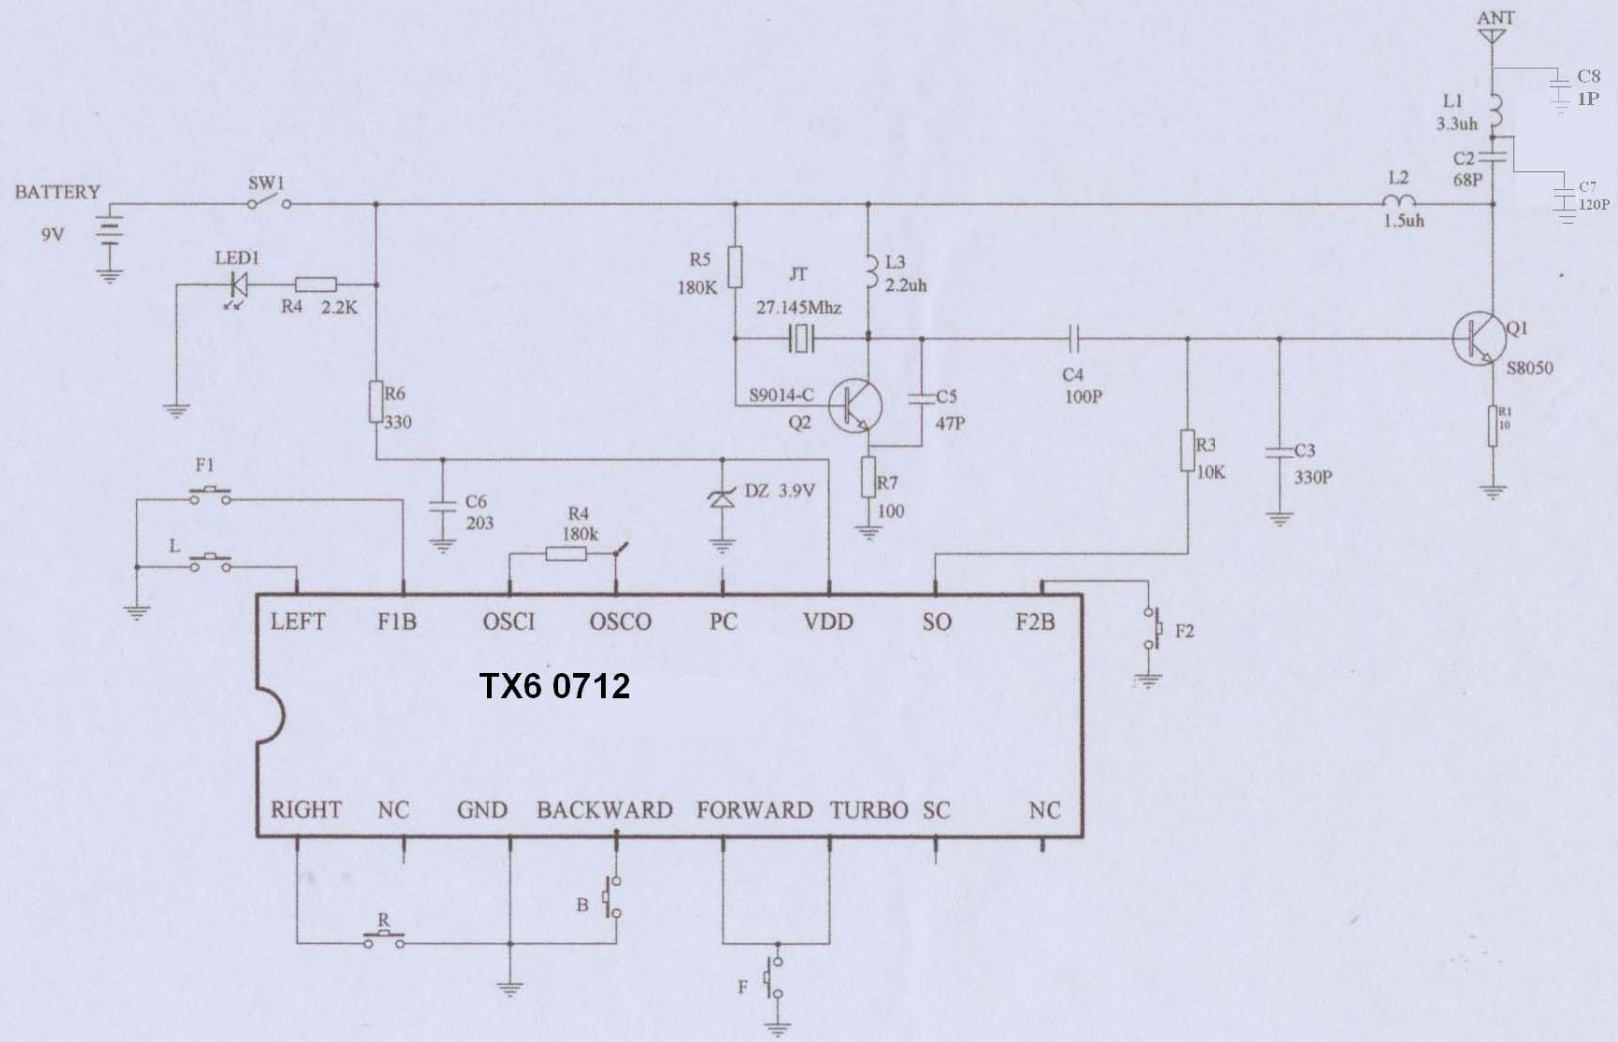 ANT
C8
1P
L1
3.3uh
C2
68P
C7
120P
L2
1.5uh
BATTERY
9V
SW1
LED1
R4 2.2K
R5
180K
JT
27.145Mhz
L3
2.2uh
R6
330
S9014-C
Q2
C5
47P
C4
100P
Q1
S8050
R1
10
R3
10K
C3
330P
R7
100
DZ 3.9V
C6
203
R4
180k
F1
L
LEFT F1B OSCI OSCO PC VDD SO F2B
F2
TX6 0712
RIGHT NC GND BACKWARD FORWARD TURBO SC NC
R
B
F